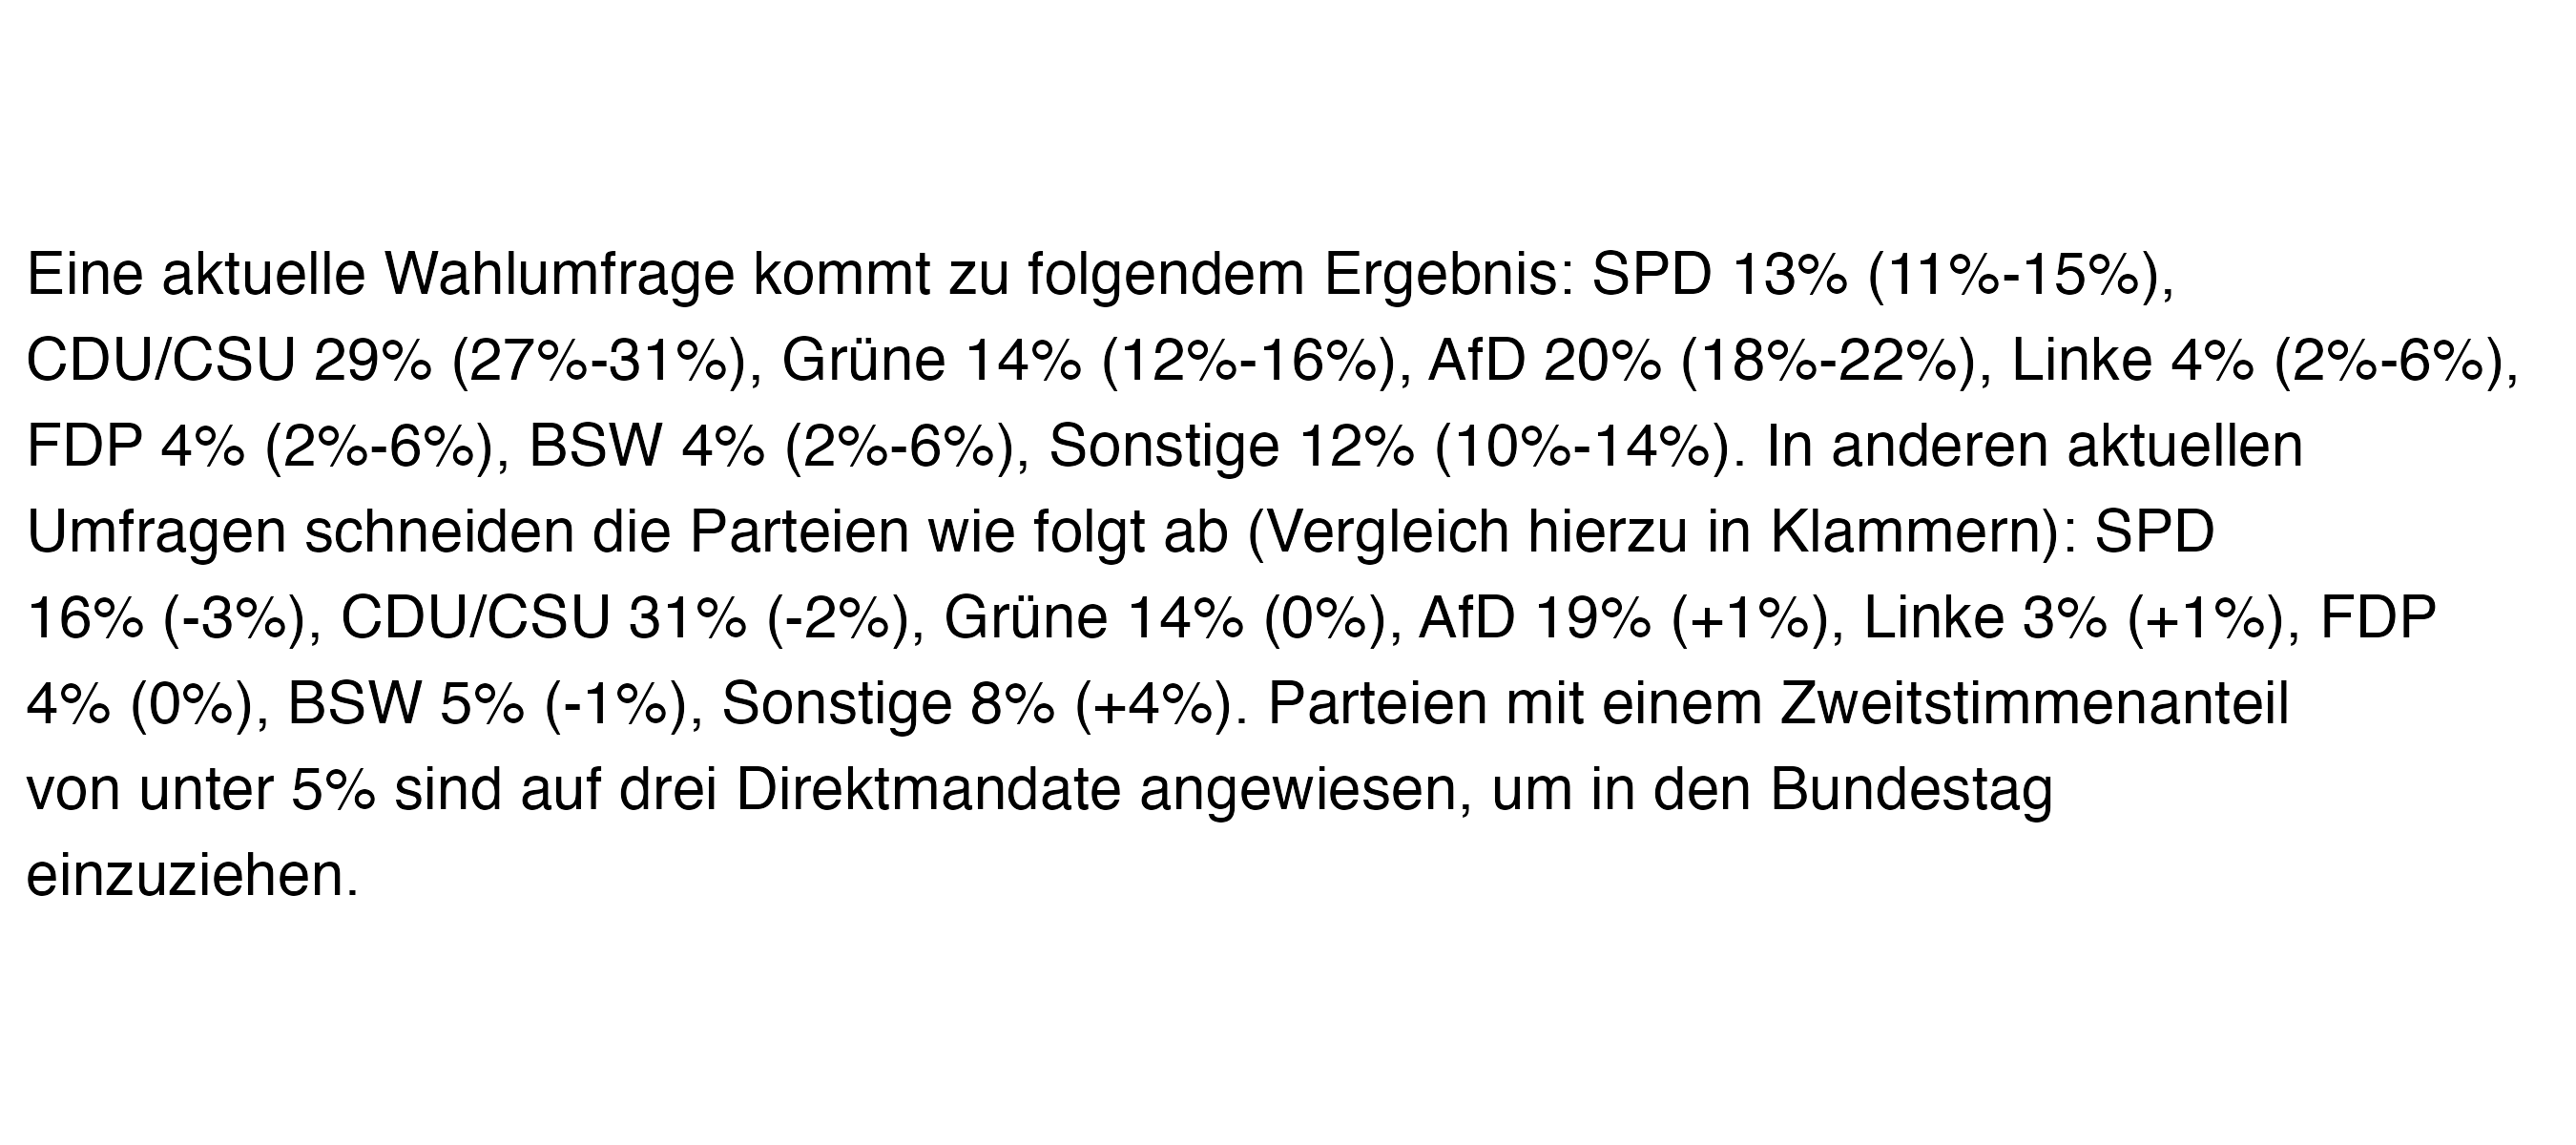 Eine aktuelle Wahlumfrage kommt zu folgendem Ergebnis: SPD 13% (11%-15%),
CDU/CSU 29% (27%-31%), Grüne 14% (12%-16%), AfD 20% (18%-22%), Linke 4% (2%-6%),
FDP 4% (2%-6%), BSW 4% (2%-6%), Sonstige 12% (10%-14%). In anderen aktuellen
Umfragen schneiden die Parteien wie folgt ab (Vergleich hierzu in Klammern): SPD
16% (-3%), CDU/CSU 31% (-2%), Grüne 14% (0%), AfD 19% (+1%), Linke 3% (+1%), FDP
4% (0%), BSW 5% (-1%), Sonstige 8% (+4%). Parteien mit einem Zweitstimmenanteil
von unter 5% sind auf drei Direktmandate angewiesen, um in den Bundestag
einzuziehen.